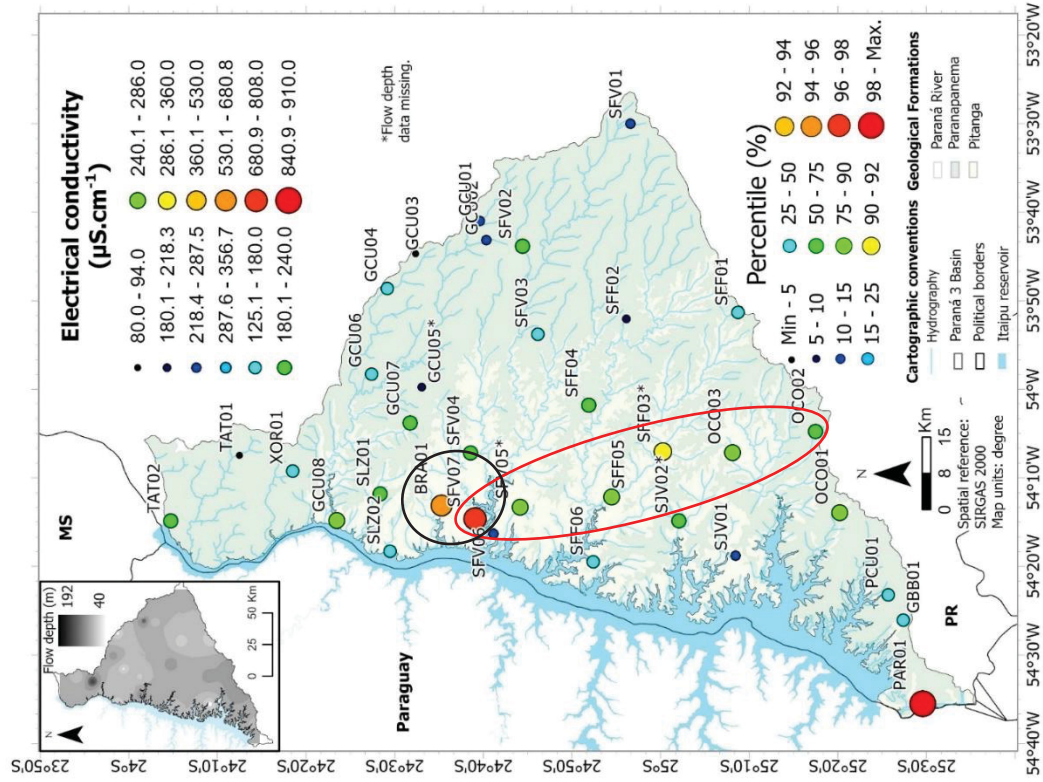 Electrical conductivity
(µS.cm⁻¹)
80.0 - 94.0
180.1 - 218.3
218.4 - 287.5
287.6 - 356.7
125.1 - 180.0
180.1 - 240.0
240.1 - 286.0
286.1 - 360.0
360.1 - 530.0
530.1 - 680.8
680.9 - 808.0
840.9 - 910.0
*Flow depth
data missing.
Flow depth (m)
192
40
N
0 25 50 Km
MS
Paraguay
PR
TAT02
TAT01
XOR01
GCU08
GCU06
GCU04
GCU03
GCU07
GCU05*
GCU01
GCU02
SLZ01
SLZ02
BRA01
SFV07
SFV04
SFV06
SFV05*
SFV02
SFV03
SFV01
SFF02
SFF04
SFF01
SFF03*
SFF05
SFF06
SJV02*
SJV01
OCO03
OCO02
OCO01
PCU01
GBB01
PAR01
Percentile (%)
Min - 5
5 - 10
10 - 15
15 - 25
25 - 50
50 - 75
75 - 90
90 - 92
92 - 94
94 - 96
96 - 98
98 - Max.
Cartographic conventions
Hydrography
Paraná 3 Basin
Political borders
Itaipu reservoir
Geological Formations
Paraná River
Paranapanema
Pitanga
N
0 8 15 Km
Spatial reference:
SIRGAS 2000
Map units: degree
23°50'S
24°S
24°10'S
24°20'S
24°30'S
24°40'S
24°50'S
25°S
25°10'S
25°20'S
25°30'S
54°40'W
54°30'W
54°20'W
54°10'W
54°W
53°50'W
53°40'W
53°30'W
53°20'W